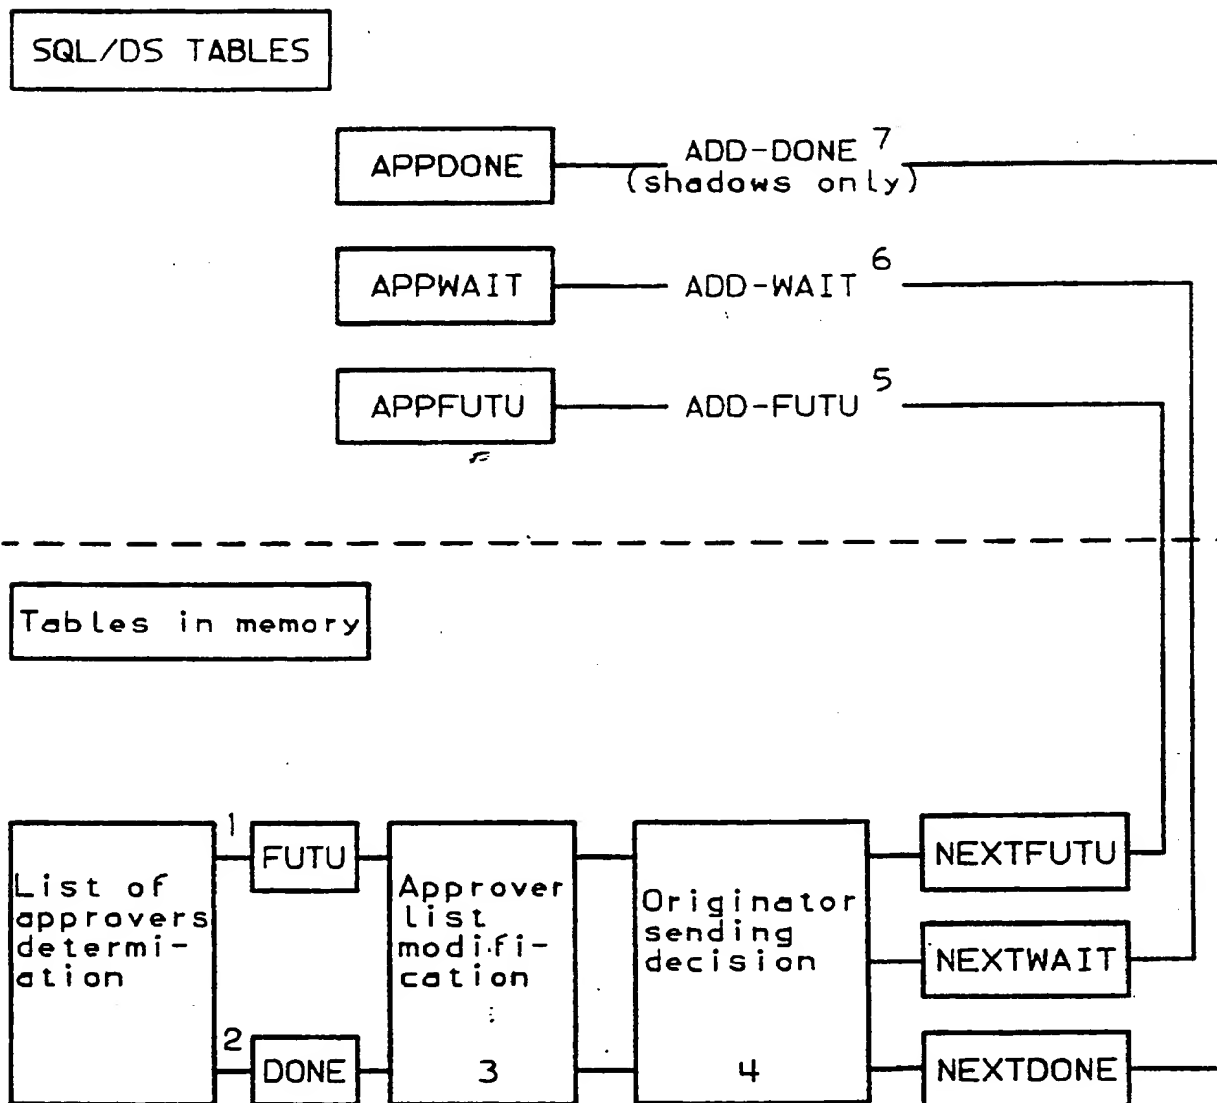 SQL/DS TABLES
APPDONE
ADD-DONE 7
(shadows only)
APPWAIT
ADD-WAIT 6
APPFUTU
ADD-FUTU 5
Tables in memory
List of
approvers
determi-
ation
1
FUTU
2
DONE
Approver
list
modifi-
cation
3
Originator
sending
decision
4
NEXTFUTU
NEXTWAIT
NEXTDONE